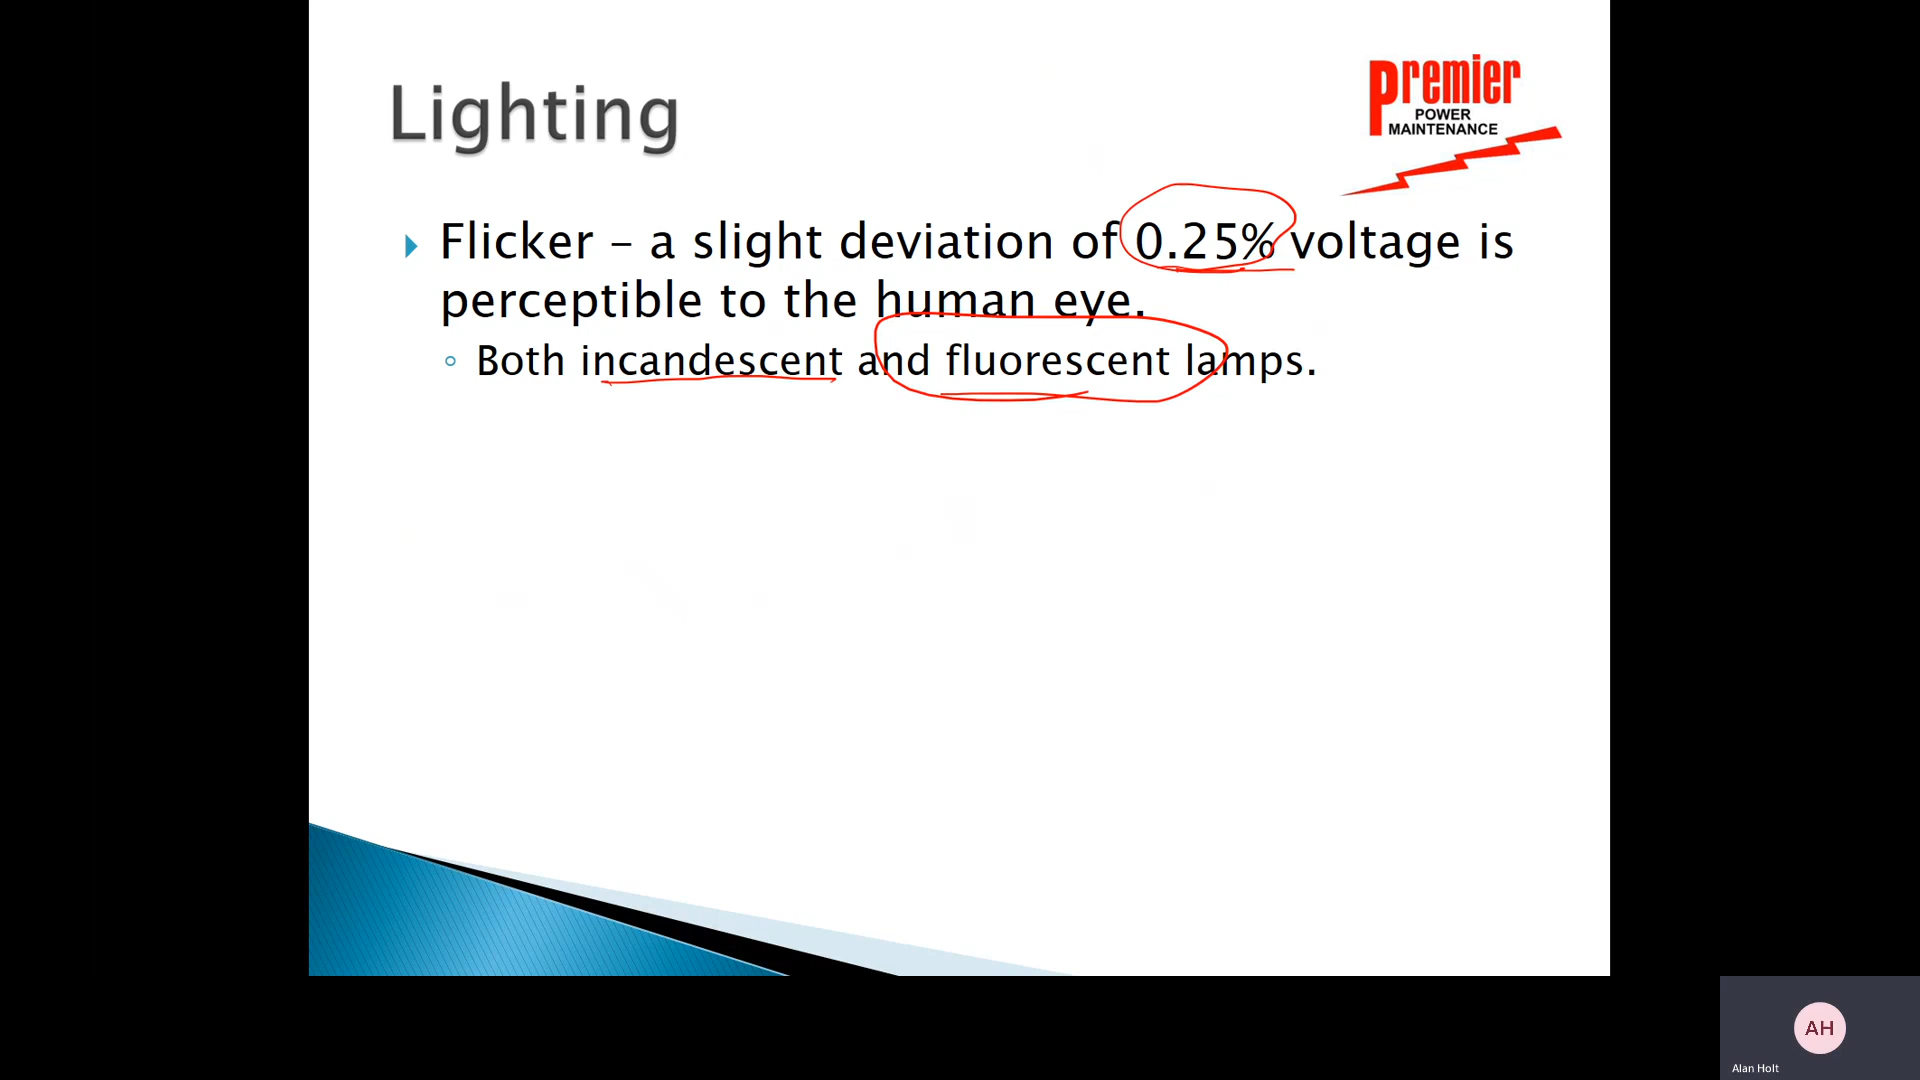 Lighting
Premier
POWER
MAINTENANCE
Flicker – a slight deviation of 0.25% voltage is
perceptible to the human eye.
Both incandescent and fluorescent lamps.
AH
Alan Holt